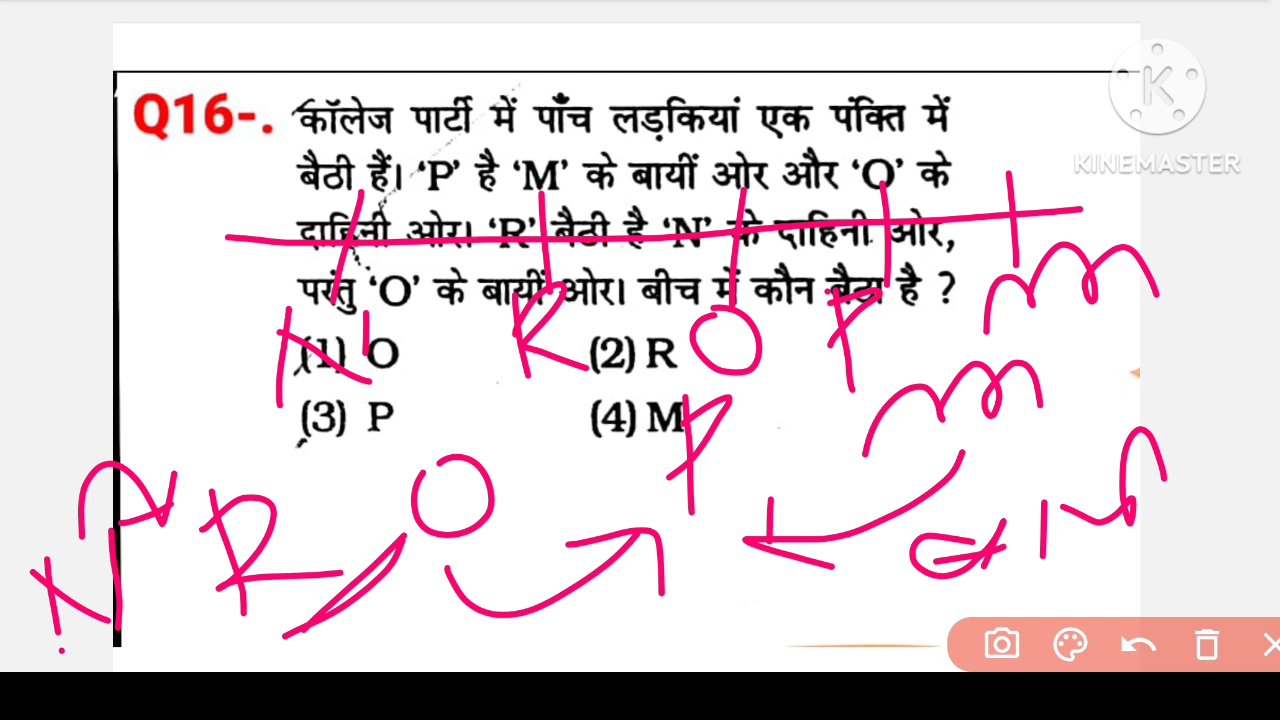 Q16-. कॉलेज पार्टी में पाँच लड़कियां एक पंक्ति में
बैठी हैं। ‘P’ है ‘M’ के बायीं ओर और ‘O’ के
दाहिनी ओर। ‘R’ बैठी है ‘N’ के दाहिनी ओर,
परंतु ‘O’ के बायीं ओर। बीच में कौन बैठा है ?
(1) O (2) R
(3) P (4) M
KINEMASTER
N R O P M
P M
N R O